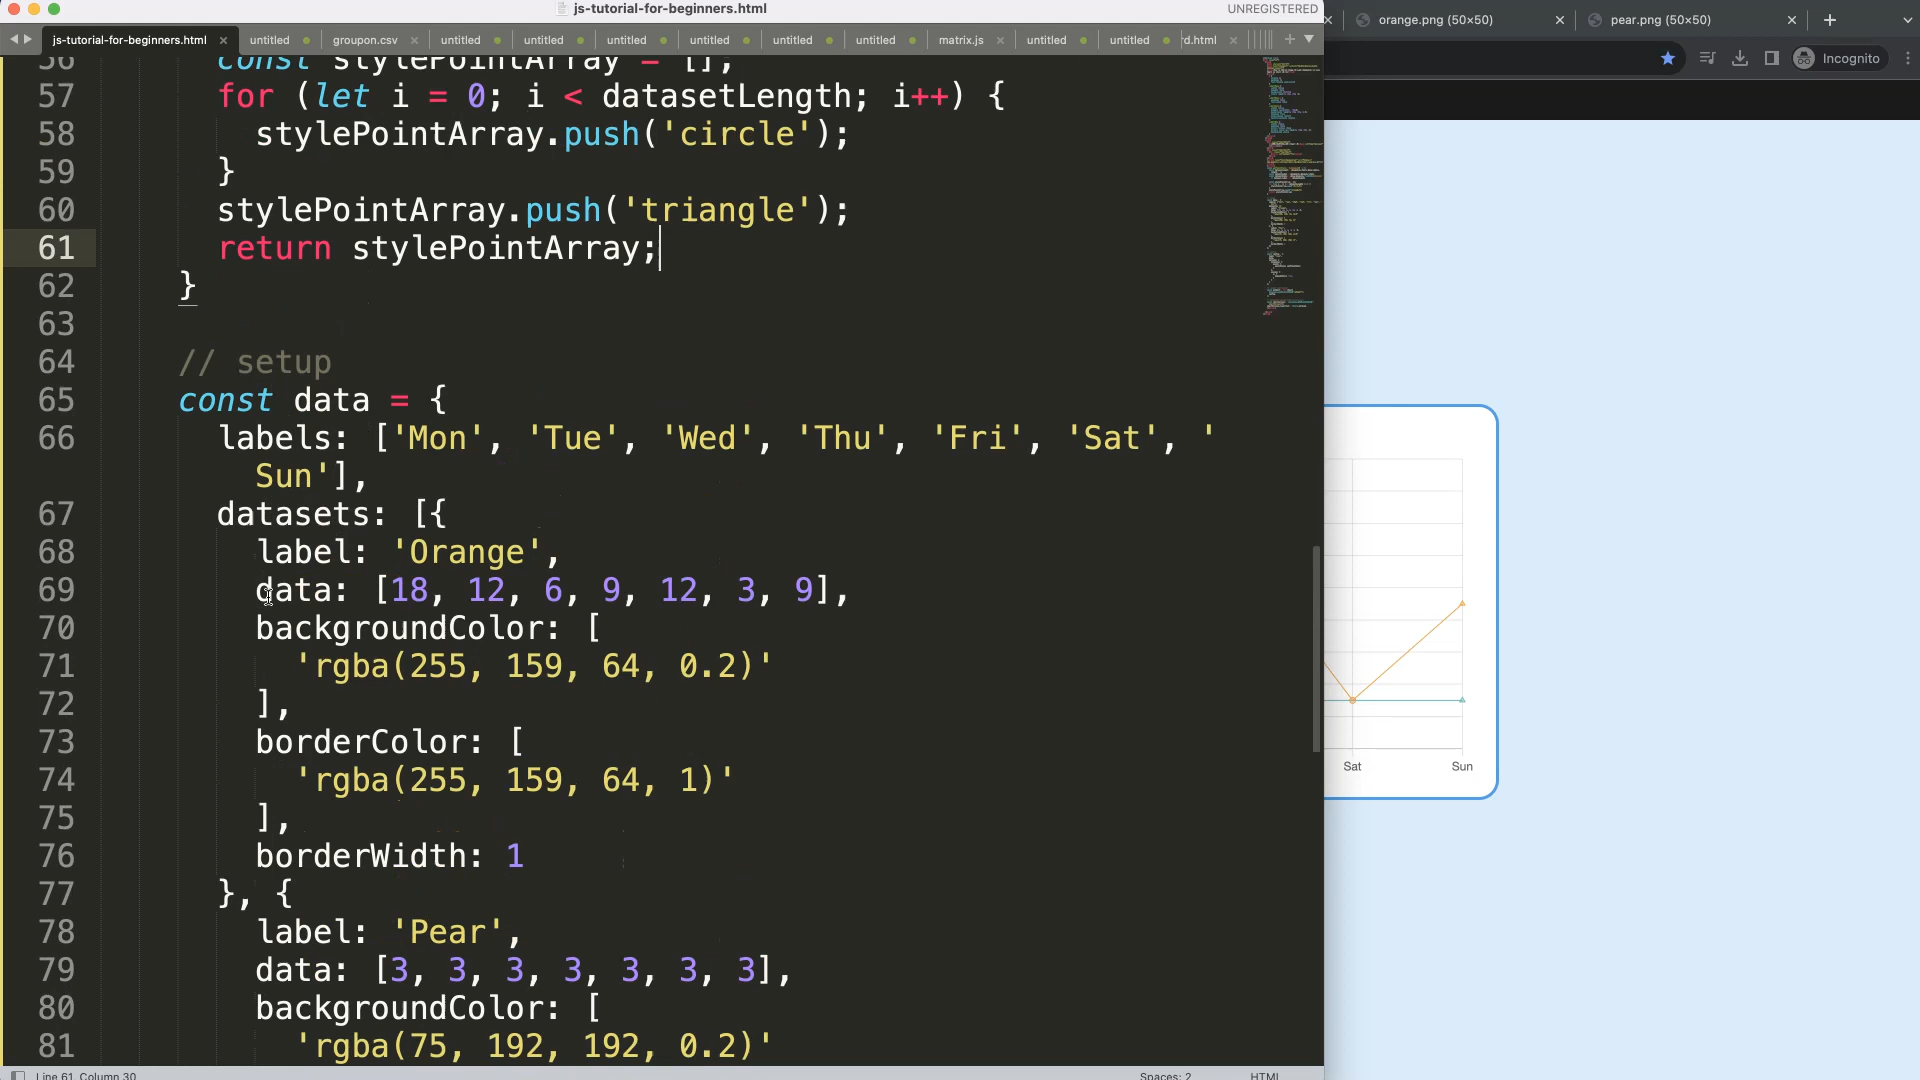 js-tutorial-for-beginners.html
UNREGISTERED
js-tutorial-for-beginners.html × untitled groupon.csv × untitled untitled untitled untitled untitled untitled matrix.js × untitled untitled d.html ×
orange.png (50×50) × pear.png (50×50) × +
Incognito
56 const stylePointArray = [];
57 for (let i = 0; i < datasetLength; i++) {
58 stylePointArray.push('circle');
59 }
60 stylePointArray.push('triangle');
61 return stylePointArray;
62 }
63
64 // setup
65 const data = {
66 labels: ['Mon', 'Tue', 'Wed', 'Thu', 'Fri', 'Sat', '
Sun'],
67 datasets: [{
68 label: 'Orange',
69 data: [18, 12, 6, 9, 12, 3, 9],
70 backgroundColor: [
71 'rgba(255, 159, 64, 0.2)'
72 ],
73 borderColor: [
74 'rgba(255, 159, 64, 1)'
75 ],
76 borderWidth: 1
77 }, {
78 label: 'Pear',
79 data: [3, 3, 3, 3, 3, 3, 3],
80 backgroundColor: [
81 'rgba(75, 192, 192, 0.2)'
Sat Sun
Line 61, Column 30
Spaces: 2
HTML